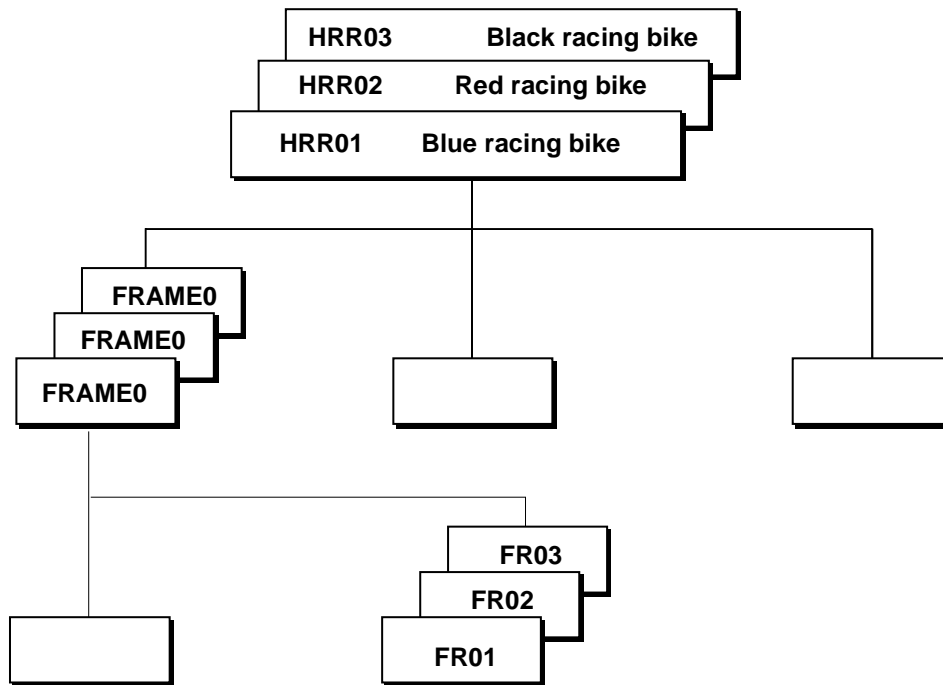 HRR03 Black racing bike
HRR02 Red racing bike
HRR01 Blue racing bike
FRAME0
FRAME0
FRAME0
FR03
FR02
FR01